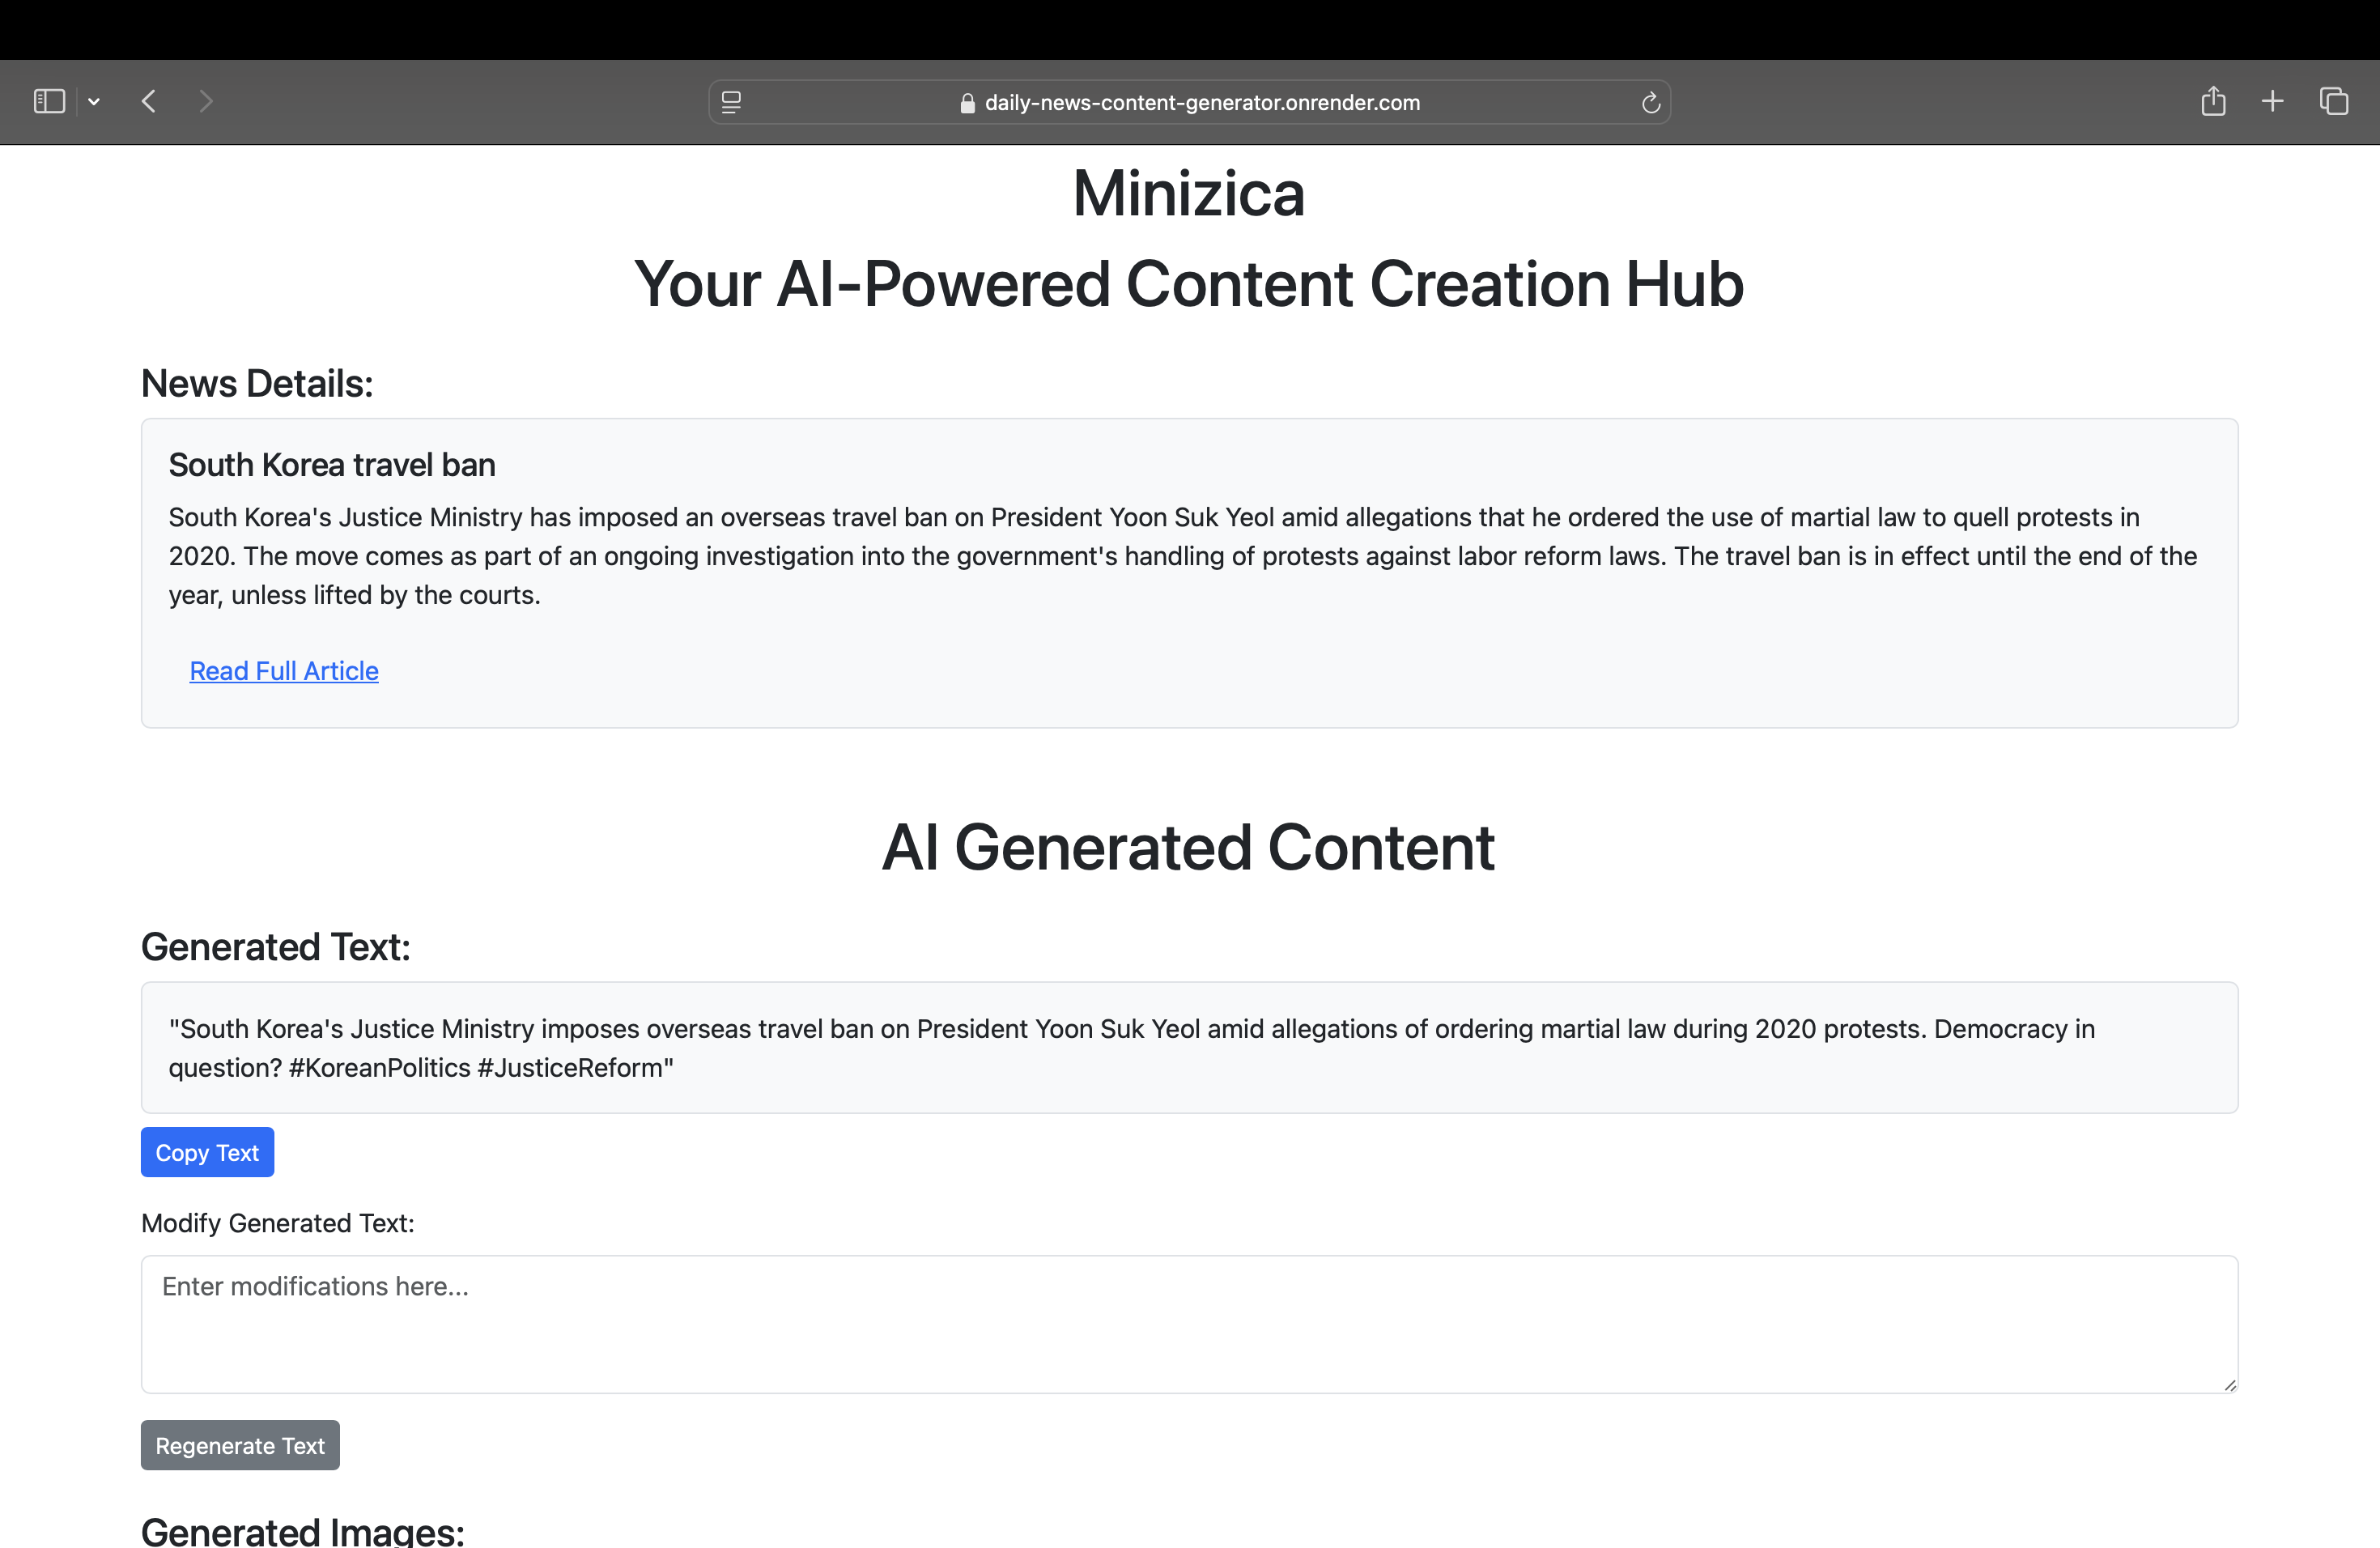 daily-news-content-generator.onrender.com
Minizica
Your AI-Powered Content Creation Hub
News Details:
South Korea travel ban
South Korea's Justice Ministry has imposed an overseas travel ban on President Yoon Suk Yeol amid allegations that he ordered the use of martial law to quell protests in
2020. The move comes as part of an ongoing investigation into the government's handling of protests against labor reform laws. The travel ban is in effect until the end of the
year, unless lifted by the courts.
Read Full Article
AI Generated Content
Generated Text:
"South Korea's Justice Ministry imposes overseas travel ban on President Yoon Suk Yeol amid allegations of ordering martial law during 2020 protests. Democracy in
question? #KoreanPolitics #JusticeReform"
Copy Text
Modify Generated Text:
Enter modifications here...
Regenerate Text
Generated Images: